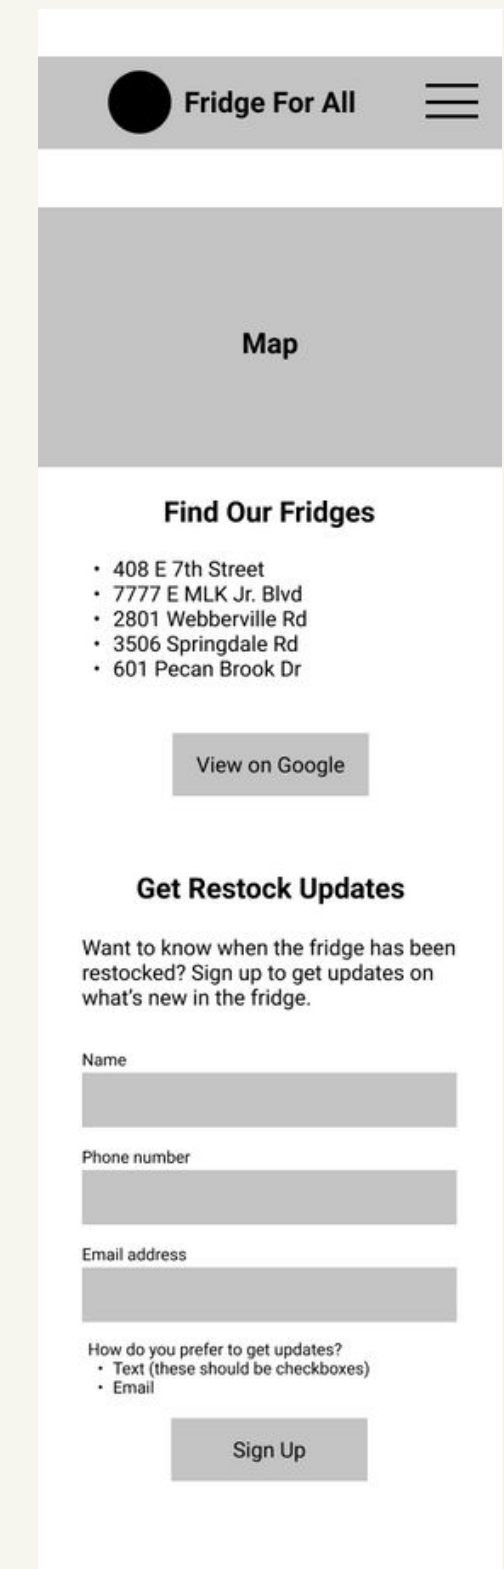 Fridge For All
Map
Find Our Fridges
• 408 E 7th Street
• 7777 E MLK Jr. Blvd
• 2801 Webberville Rd
• 3506 Springdale Rd
• 601 Pecan Brook Dr
View on Google
Get Restock Updates
Want to know when the fridge has been
restocked? Sign up to get updates on
what's new in the fridge.
Name
Phone number
Email address
How do you prefer to get updates?
• Text (these should be checkboxes)
• Email
Sign Up